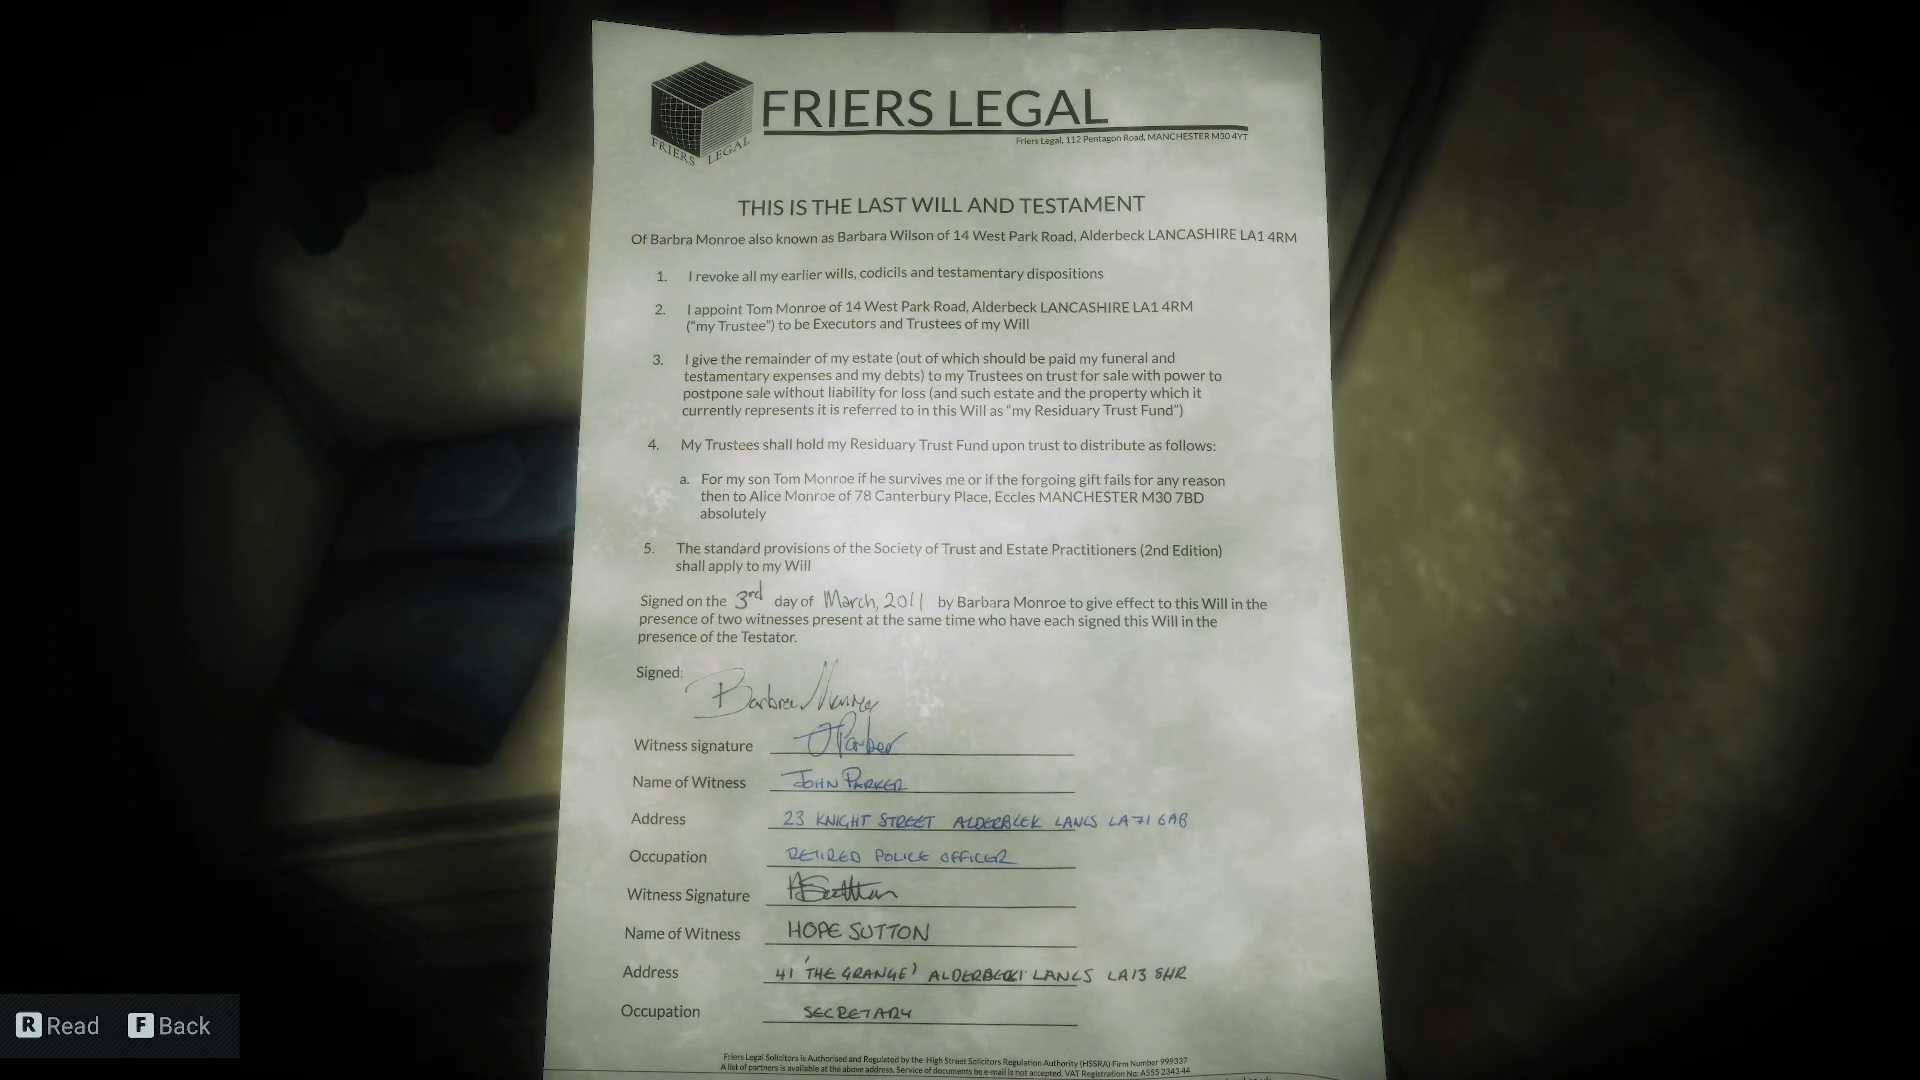 FRIERS LEGAL
FRIERS LEGAL
Friers Legal, 112 Pentagon Road, MANCHESTER M30 4YT
THIS IS THE LAST WILL AND TESTAMENT
Of Barbra Monroe also known as Barbara Wilson of 14 West Park Road, Alderbeck LANCASHIRE LA1 4RM
1. I revoke all my earlier wills, codicils and testamentary dispositions
2. I appoint Tom Monroe of 14 West Park Road, Alderbeck LANCASHIRE LA1 4RM
("my Trustee") to be Executors and Trustees of my Will
3. I give the remainder of my estate (out of which should be paid my funeral and
testamentary expenses and my debts) to my Trustees on trust for sale with power to
postpone sale without liability for loss (and such estate and the property which it
currently represents it is referred to in this Will as "my Residuary Trust Fund")
4. My Trustees shall hold my Residuary Trust Fund upon trust to distribute as follows:
a. For my son Tom Monroe if he survives me or if the forgoing gift fails for any reason
then to Alice Monroe of 78 Canterbury Place, Eccles MANCHESTER M30 7BD
absolutely
5. The standard provisions of the Society of Trust and Estate Practitioners (2nd Edition)
shall apply to my Will
Signed on the 3rd day of March, 2011 by Barbara Monroe to give effect to this Will in the
presence of two witnesses present at the same time who have each signed this Will in the
presence of the Testator.
Signed: Barbra Monroe
Witness signature JParker
Name of Witness JOHN PARKER
Address 23 KNIGHT STREET ALDERBECK LANCS LA71 6AB
Occupation RETIRED POLICE OFFICER
Witness Signature HSutton
Name of Witness HOPE SUTTON
Address 41 'THE GRANGE' ALDERBECK LANCS LA13 8HR
Occupation SECRETARY
Friers Legal Solicitors is Authorised and Regulated by the High Street Solicitors Regulation Authority (HSSRA) Firm Number 999337
A list of partners is available at the above address. Service of documents be e-mail is not accepted. VAT Registration No: A555 2343 44
R Read F Back